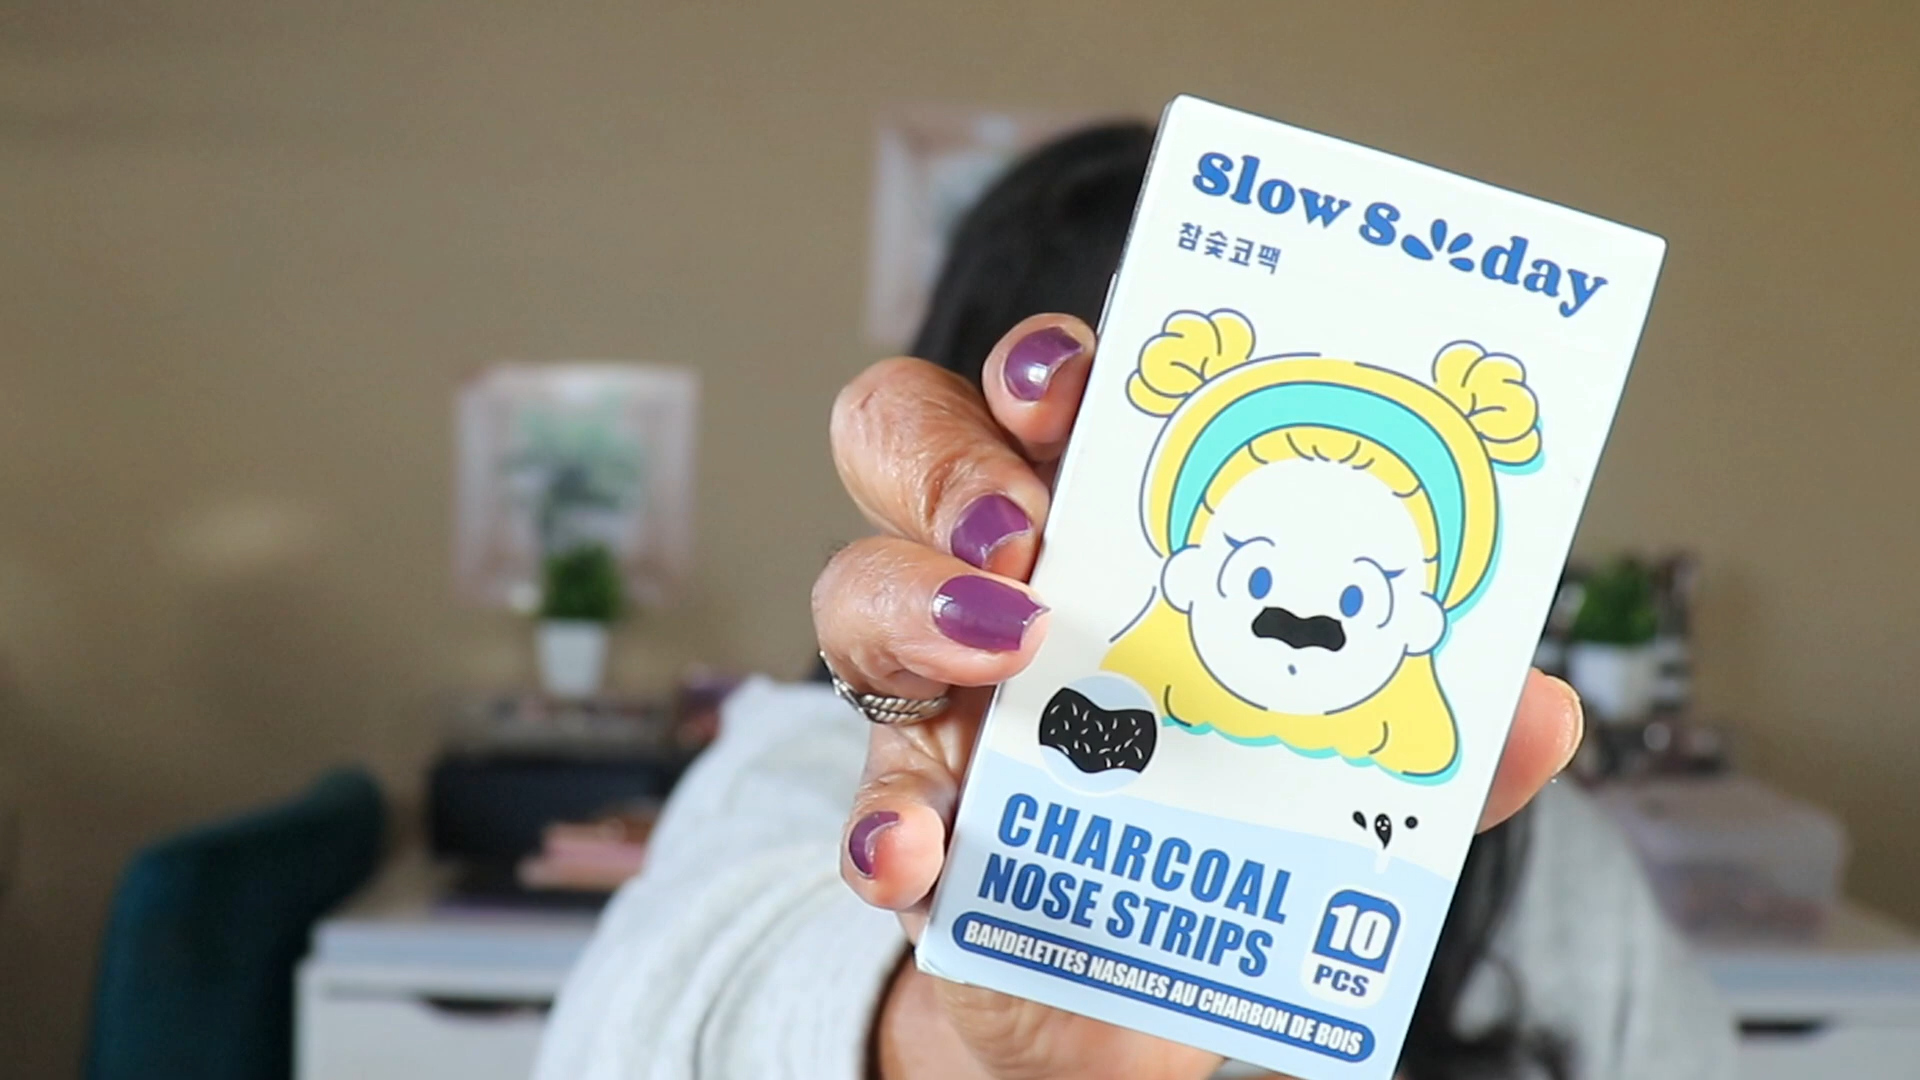 slow sunday
참숯코팩
CHARCOAL
NOSE STRIPS
10
PCS
BANDELETTES NASALES AU CHARBON DE BOIS